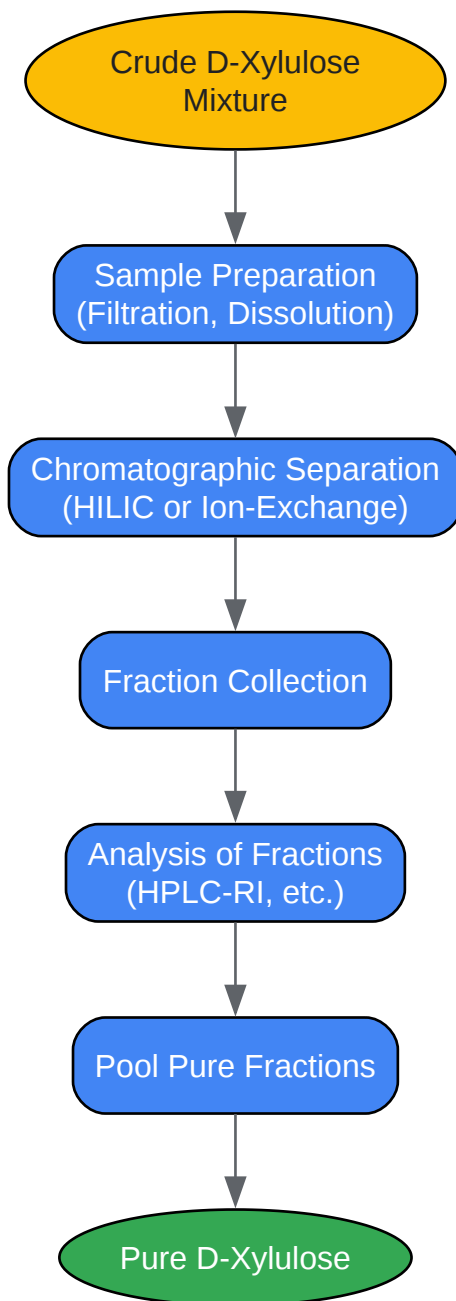 Crude D-Xylulose
Mixture
Sample Preparation
(Filtration, Dissolution)
Chromatographic Separation
(HILIC or Ion-Exchange)
Fraction Collection
Analysis of Fractions
(HPLC-RI, etc.)
Pool Pure Fractions
Pure D-Xylulose